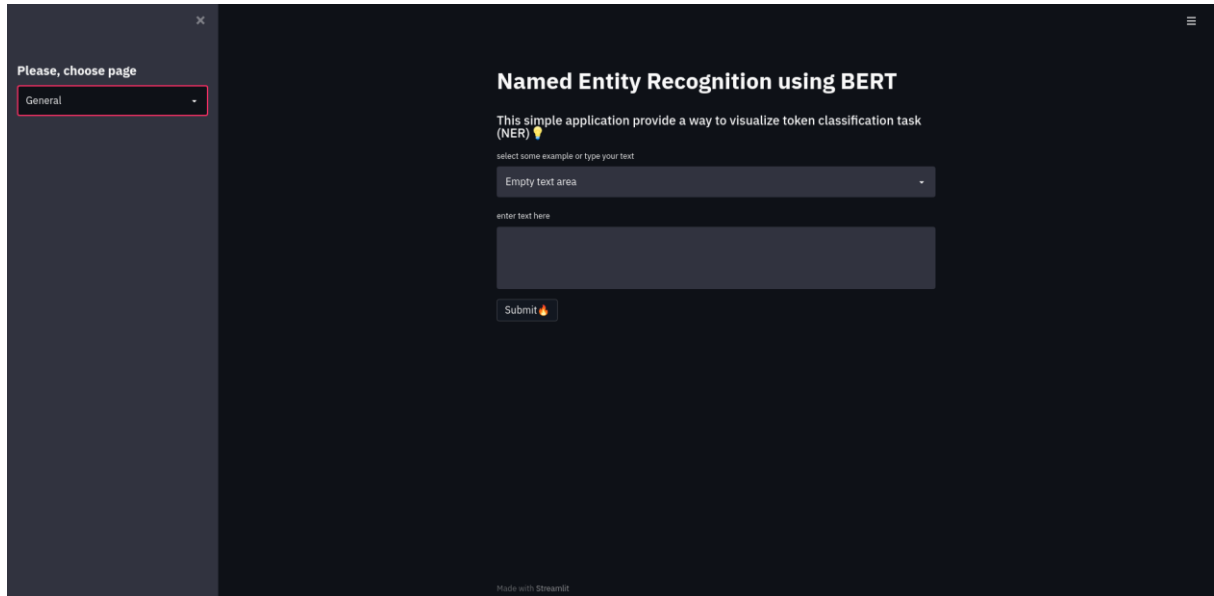 Please, choose page
General
Named Entity Recognition using BERT
This simple application provide a way to visualize token classification task
(NER)💡
select some example or type your text
Empty text area
enter text here
Submit🔥
Made with Streamlit